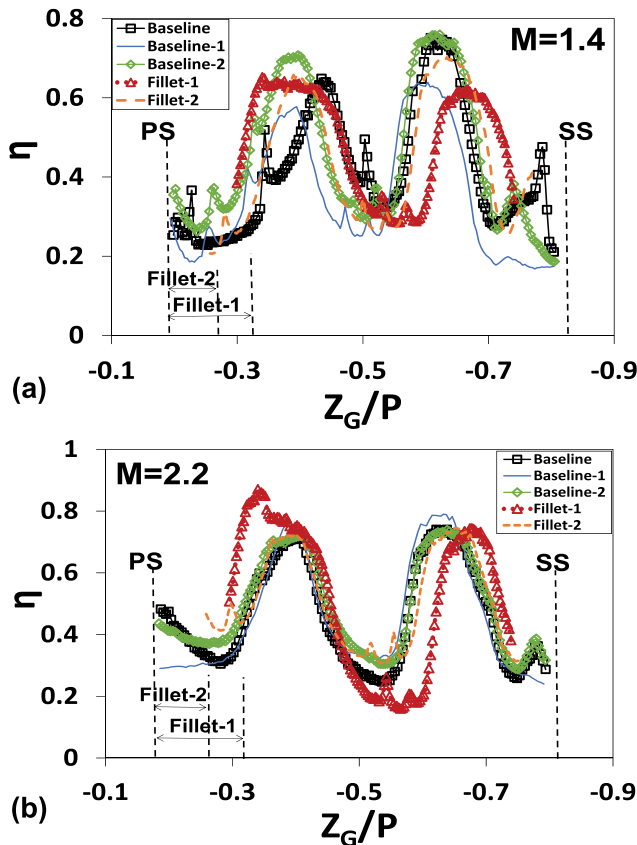 0.8
M=1.4
Baseline
Baseline-1
Baseline-2
Fillet-1
Fillet-2
0.6
PS
SS
η
0.4
0.2
Fillet-2
Fillet-1
0
-0.1
-0.3
-0.5
-0.7
-0.9
(a)
Z_G/P
1
M=2.2
Baseline
Baseline-1
Baseline-2
Fillet-1
Fillet-2
0.8
PS
SS
0.6
η
0.4
0.2
Fillet-2
Fillet-1
0
-0.1
-0.3
-0.5
-0.7
-0.9
(b)
Z_G/P